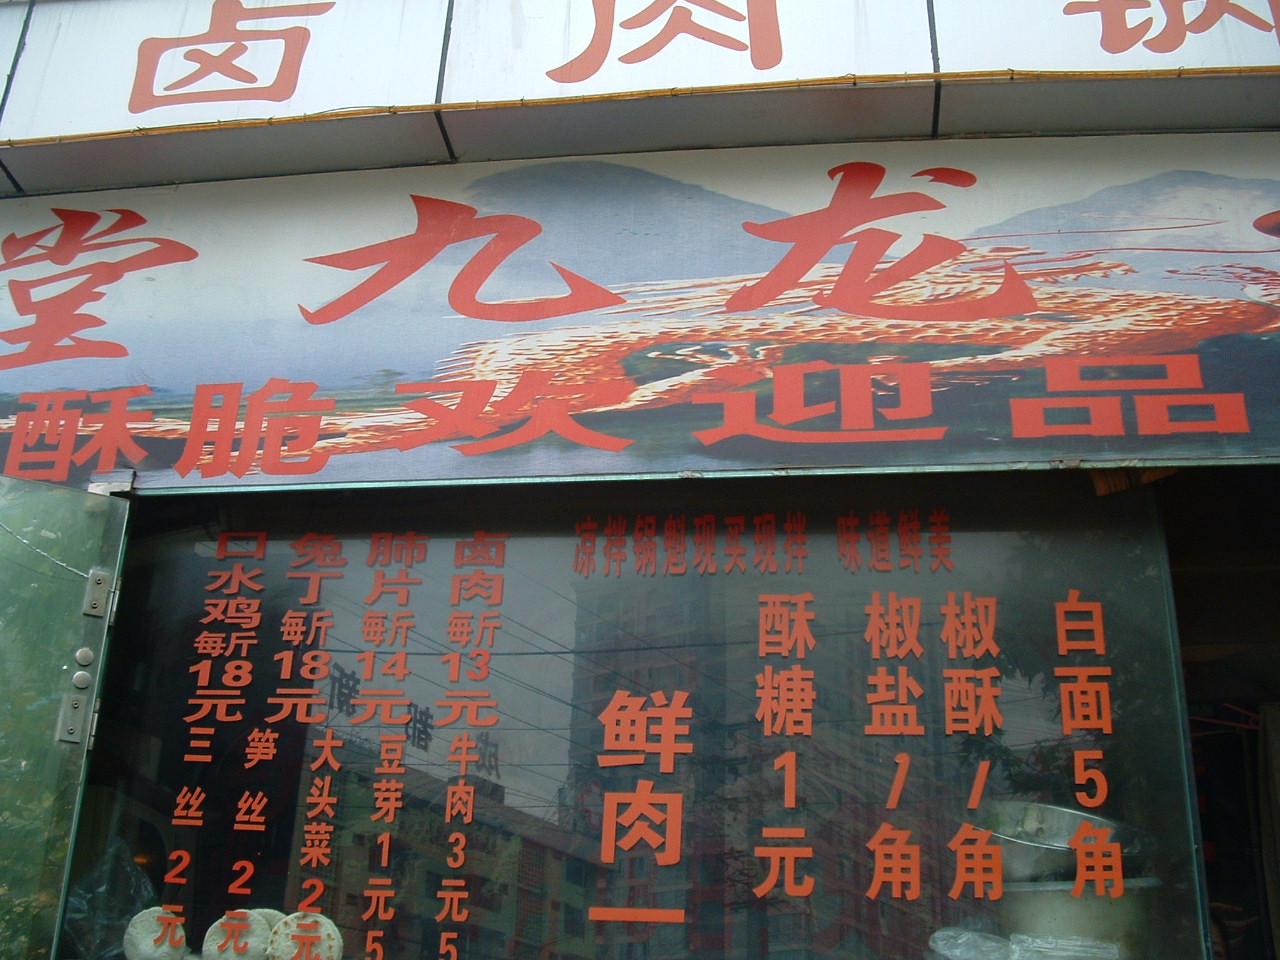 卤肉锅
堂九龙
酥脆欢迎品
凉拌锅魁现买现拌 味道鲜美
口水鸡每斤18元
兔丁每斤18元
肺片每斤14元
卤肉每斤13元
三丝2元
笋丝2元
大头菜2元
豆芽1元5
牛肉3元5
鲜肉
酥糖1元
椒盐 角
椒酥 角
白面5角
新都
成